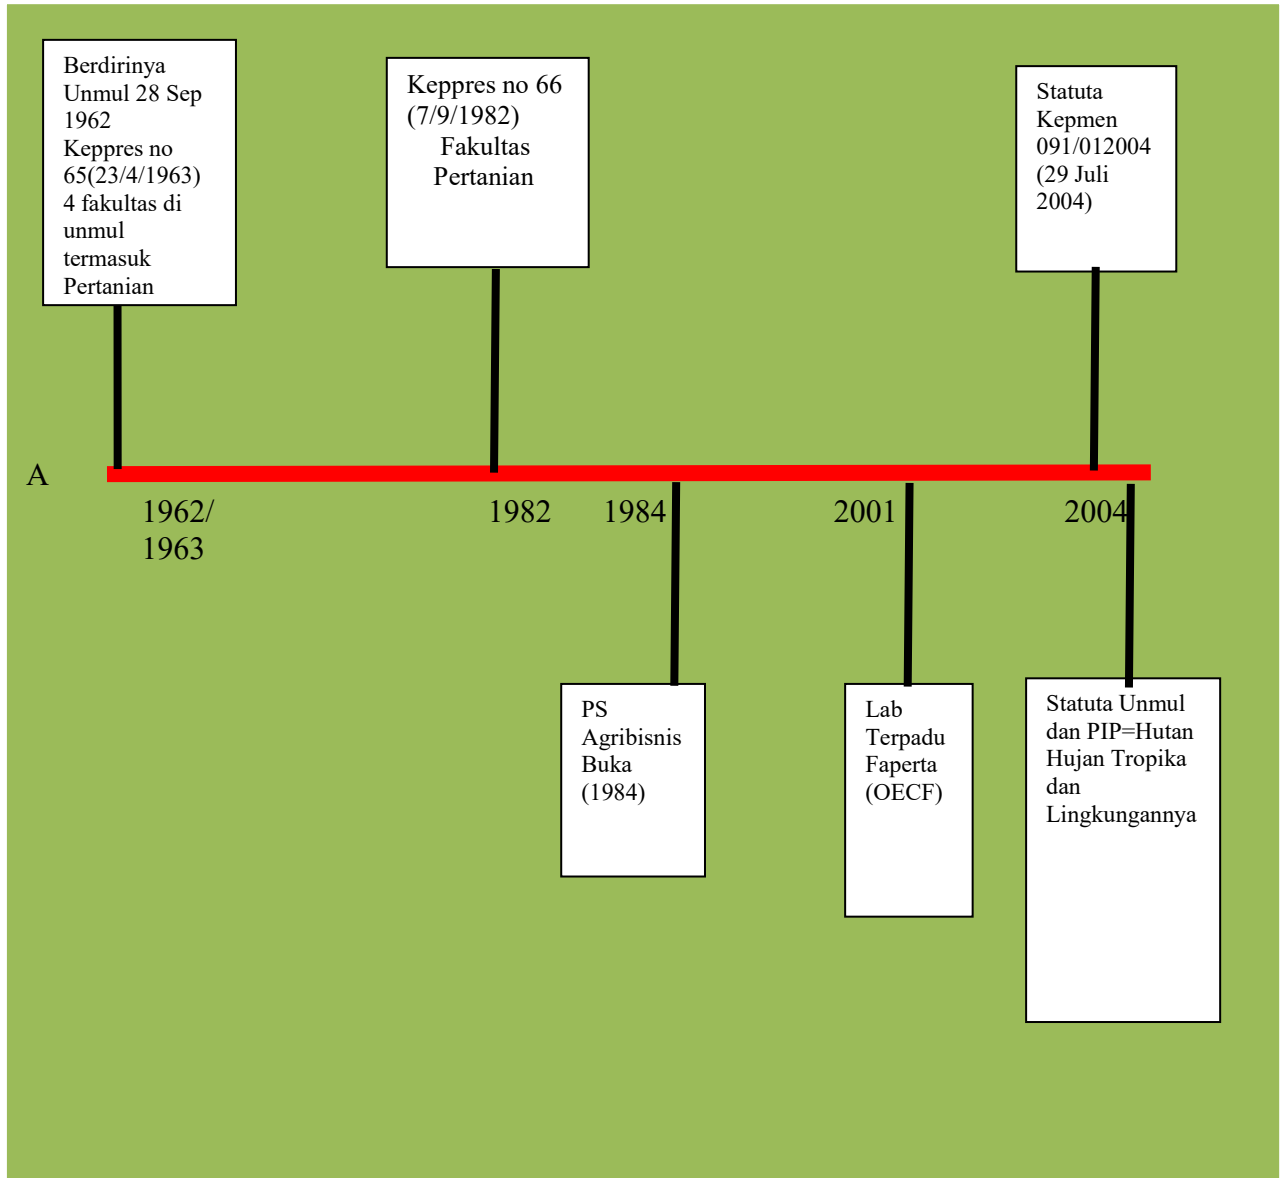 Berdirinya
Unmul 28 Sep
1962
Keppres no
65(23/4/1963)
4 fakultas di
unmul
termasuk
Pertanian
Keppres no 66
(7/9/1982)
Fakultas
Pertanian
Statuta
Kepmen
091/012004
(29 Juli
2004)
A
1962/
1963
1982
1984
2001
2004
PS
Agribisnis
Buka
(1984)
Lab
Terpadu
Faperta
(OECF)
Statuta Unmul
dan PIP=Hutan
Hujan Tropika
dan
Lingkungannya